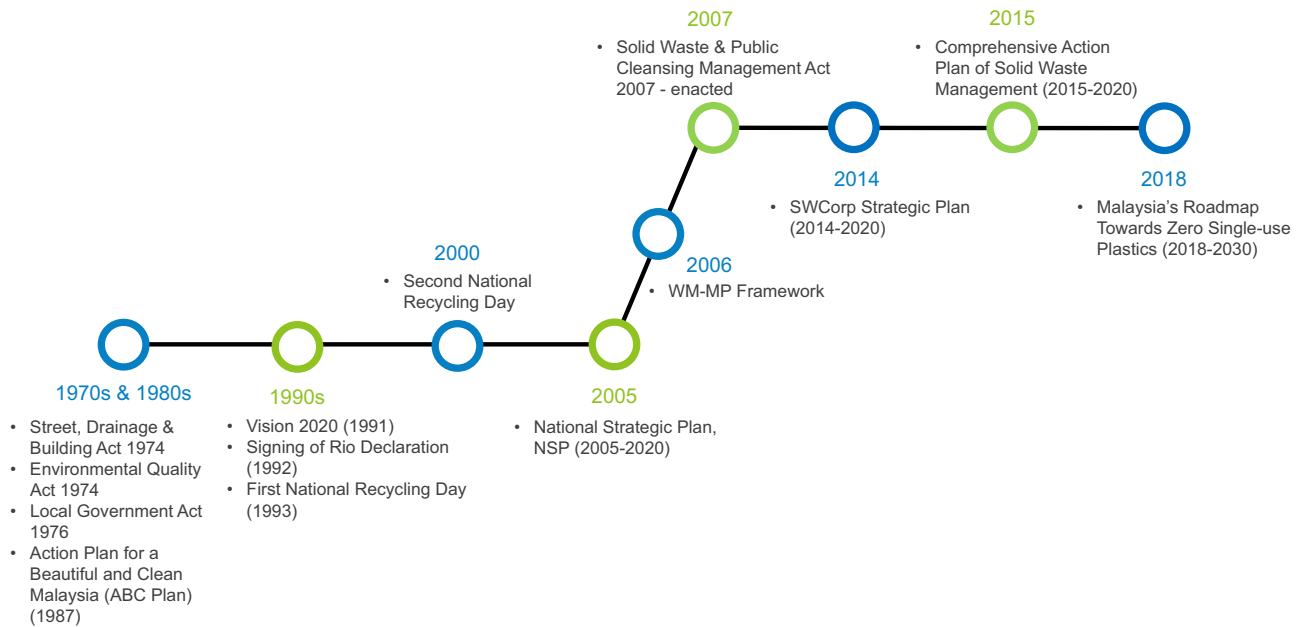 1970s & 1980s
• Street, Drainage &
Building Act 1974
• Environmental Quality
Act 1974
• Local Government Act
1976
• Action Plan for a
Beautiful and Clean
Malaysia (ABC Plan)
(1987)
1990s
• Vision 2020 (1991)
• Signing of Rio Declaration
(1992)
• First National Recycling Day
(1993)
2000
• Second National
Recycling Day
2005
• National Strategic Plan,
NSP (2005-2020)
2006
• WM-MP Framework
2007
• Solid Waste & Public
Cleansing Management Act
2007 - enacted
2014
• SWCorp Strategic Plan
(2014-2020)
2015
• Comprehensive Action
Plan of Solid Waste
Management (2015-2020)
2018
• Malaysia's Roadmap
Towards Zero Single-use
Plastics (2018-2030)